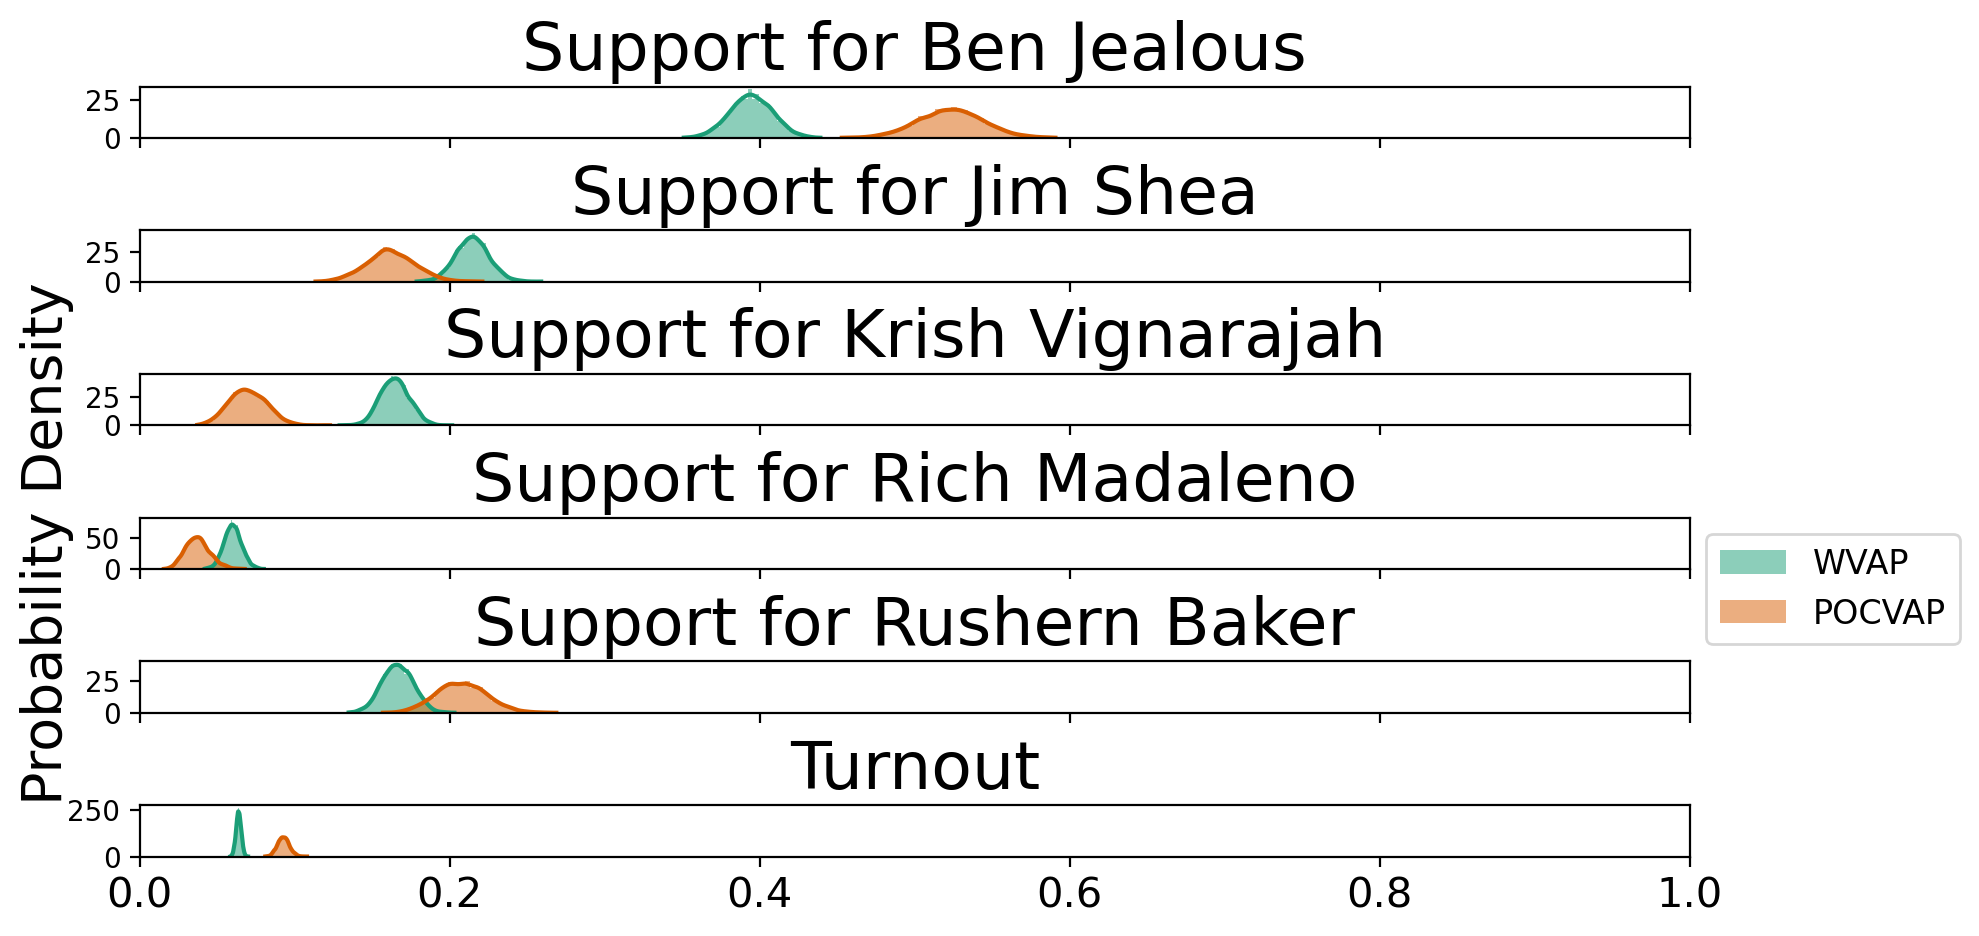 Support for Ben Jealous
25
0
Support for Jim Shea
25
0
Support for Krish Vignarajah
25
0
Support for Rich Madaleno
50
0
Support for Rushern Baker
25
0
Turnout
250
0
0.0 0.2 0.4 0.6 0.8 1.0
Probability Density
WVAP
POCVAP